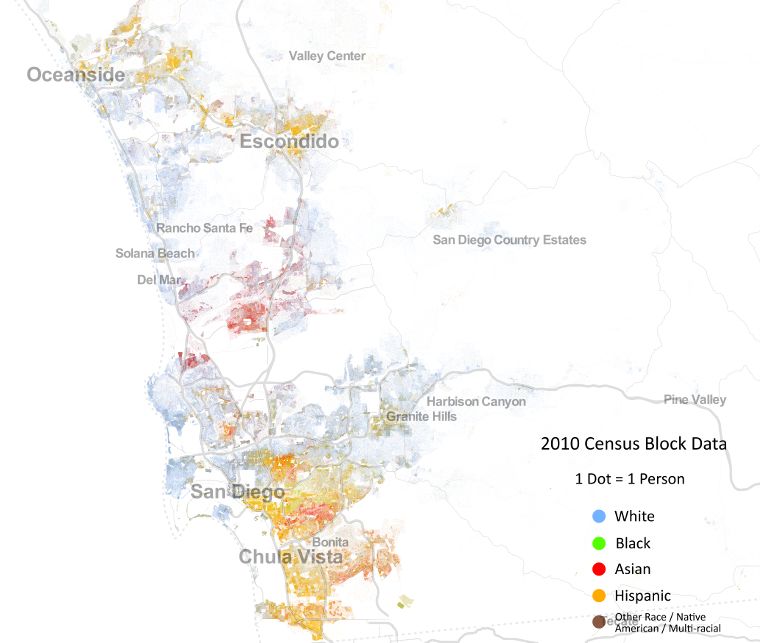 Valley Center
Oceanside
Escondido
Rancho Santa Fe
San Diego Country Estates
Solana Beach
Del Mar
Harbison Canyon
Pine Valley
Granite Hills
2010 Census Block Data
1 Dot = 1 Person
San Diego
White
Black
Bonita
Chula Vista
Asian
Hispanic
Other Race / Native
American / Multi-racial